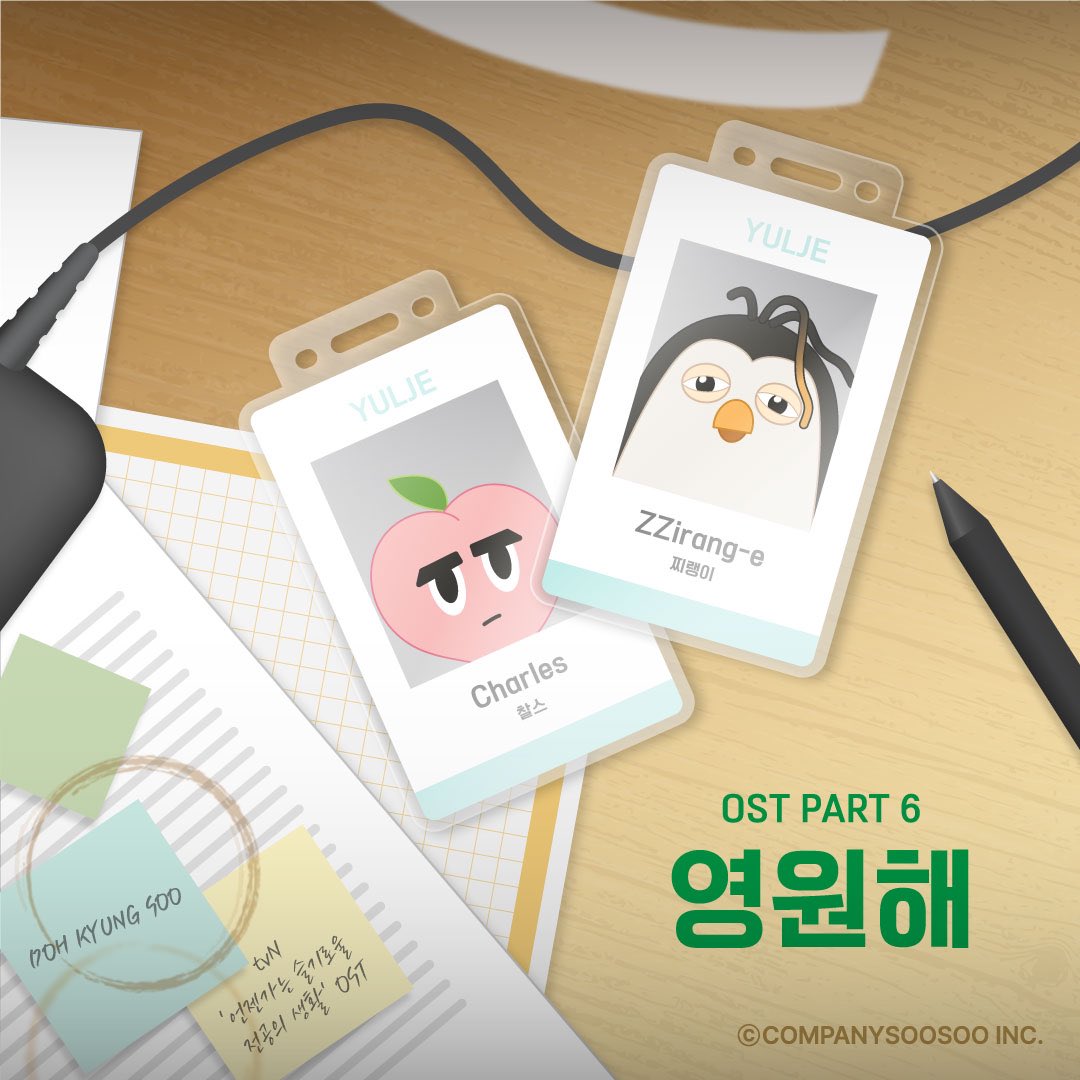 YULJE
ZZirang-e
찌랭이
YULJE
Charles
찰스
OST PART 6
영원해
DOH KYUNG SOO
tvN
'언젠가는 슬기로울
전공의 생활' OST
©COMPANYSOOSOO INC.